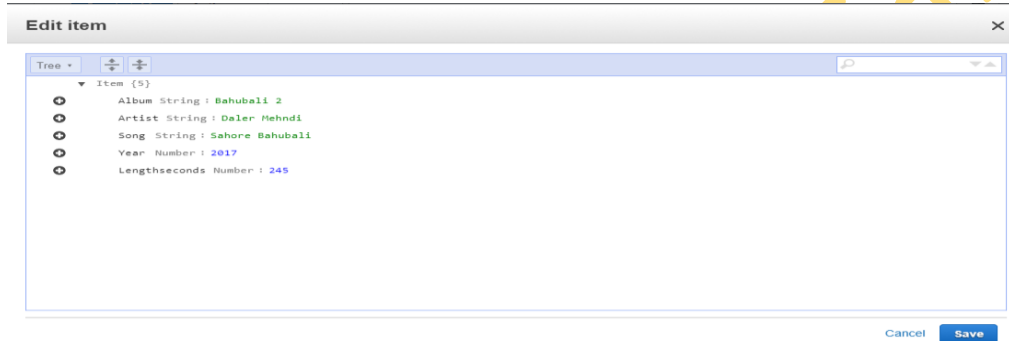 Edit item
Tree
Item {5}
Album String : Bahubali 2
Artist String : Daler Mehndi
Song String : Sahore Bahubali
Year Number : 2017
Lengthseconds Number : 245
Cancel Save